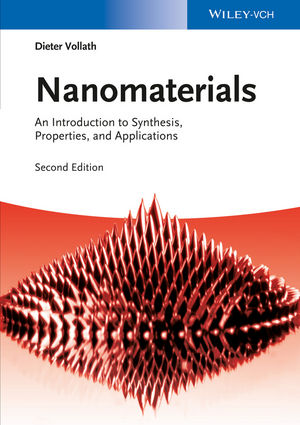 WILEY-VCH
Dieter Vollath
Nanomaterials
An Introduction to Synthesis,
Properties, and Applications
Second Edition